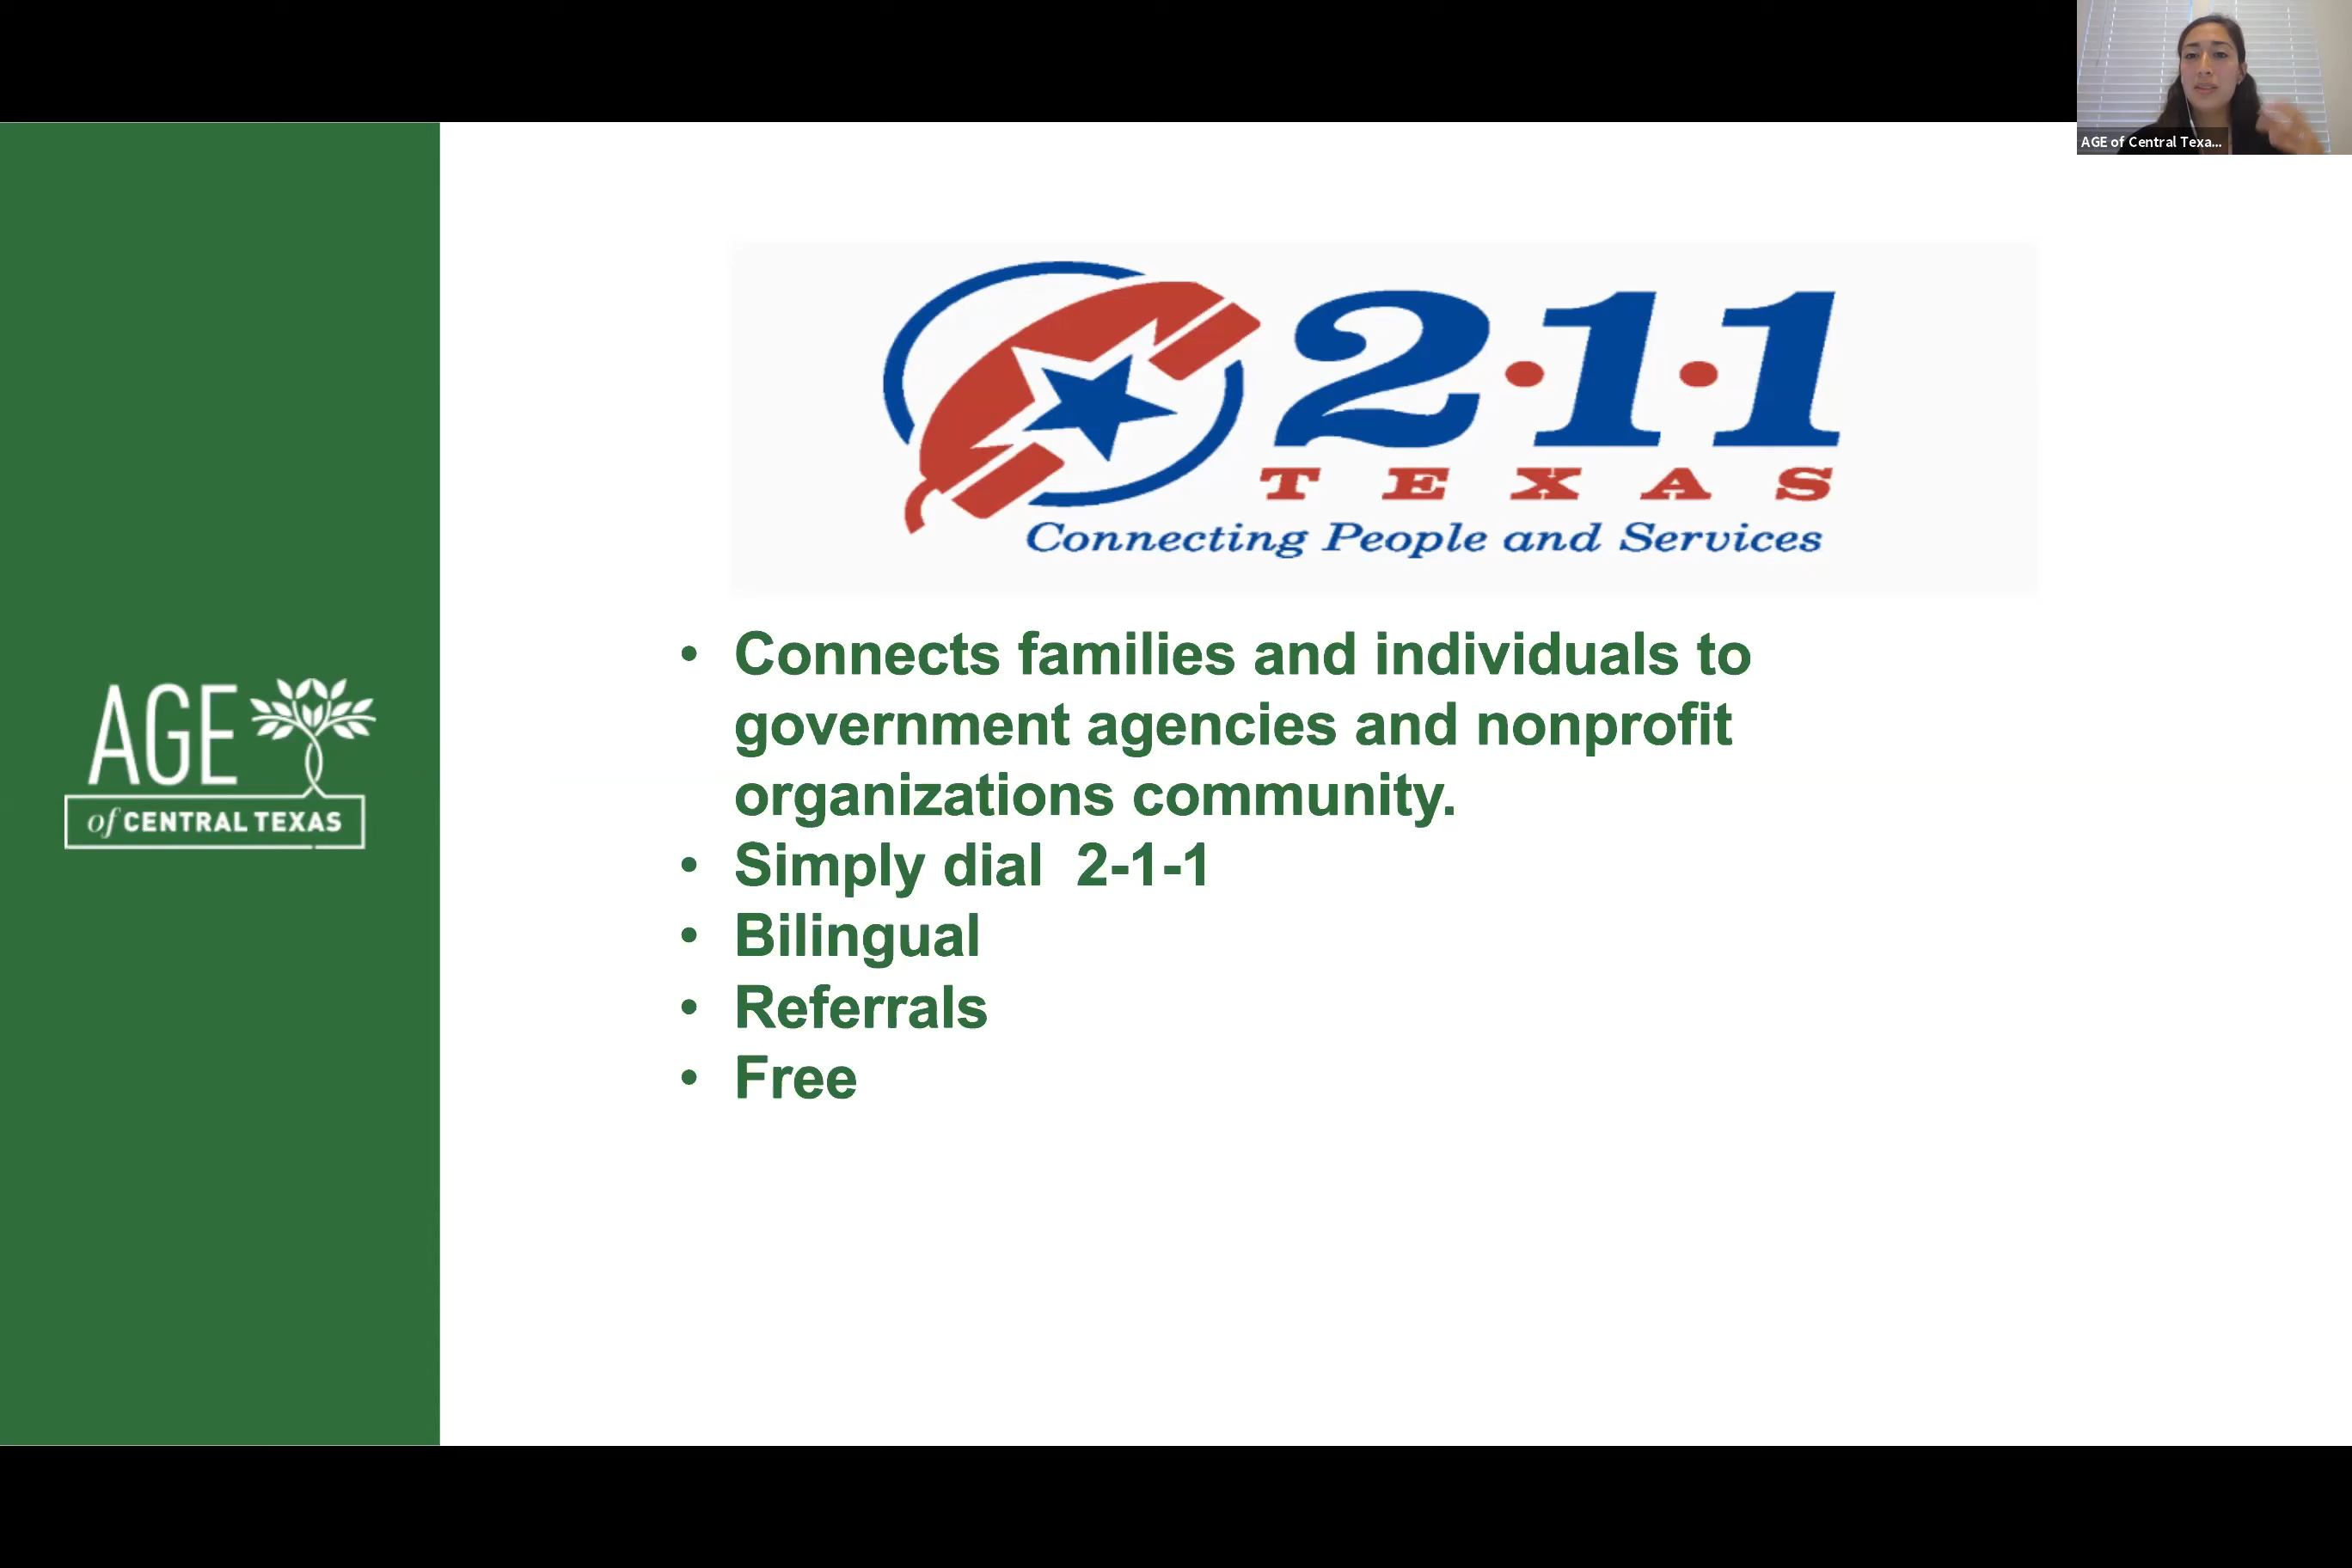 AGE of Central Texa...
2·1·1
TEXAS
Connecting People and Services
• Connects families and individuals to
government agencies and nonprofit
organizations community.
• Simply dial  2-1-1
• Bilingual
• Referrals
• Free
AGE
of CENTRAL TEXAS